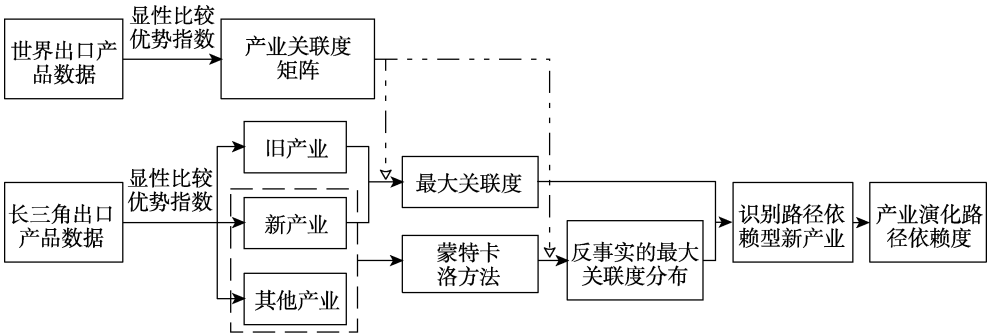 显性比较
优势指数
世界出口产
品数据
产业关联度
矩阵
旧产业
显性比较
优势指数
长三角出口
产品数据
新产业
其他产业
最大关联度
蒙特卡
洛方法
反事实的最大
关联度分布
识别路径依
赖型新产业
产业演化路
径依赖度